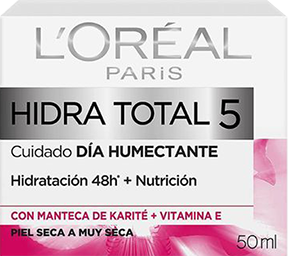 L'ORÉAL
PARIS
HIDRA TOTAL 5
Cuidado DÍA HUMECTANTE
Hidratación 48h* + Nutrición
CON MANTECA DE KARITÉ + VITAMINA E
PIEL SECA A MUY SECA
50ml